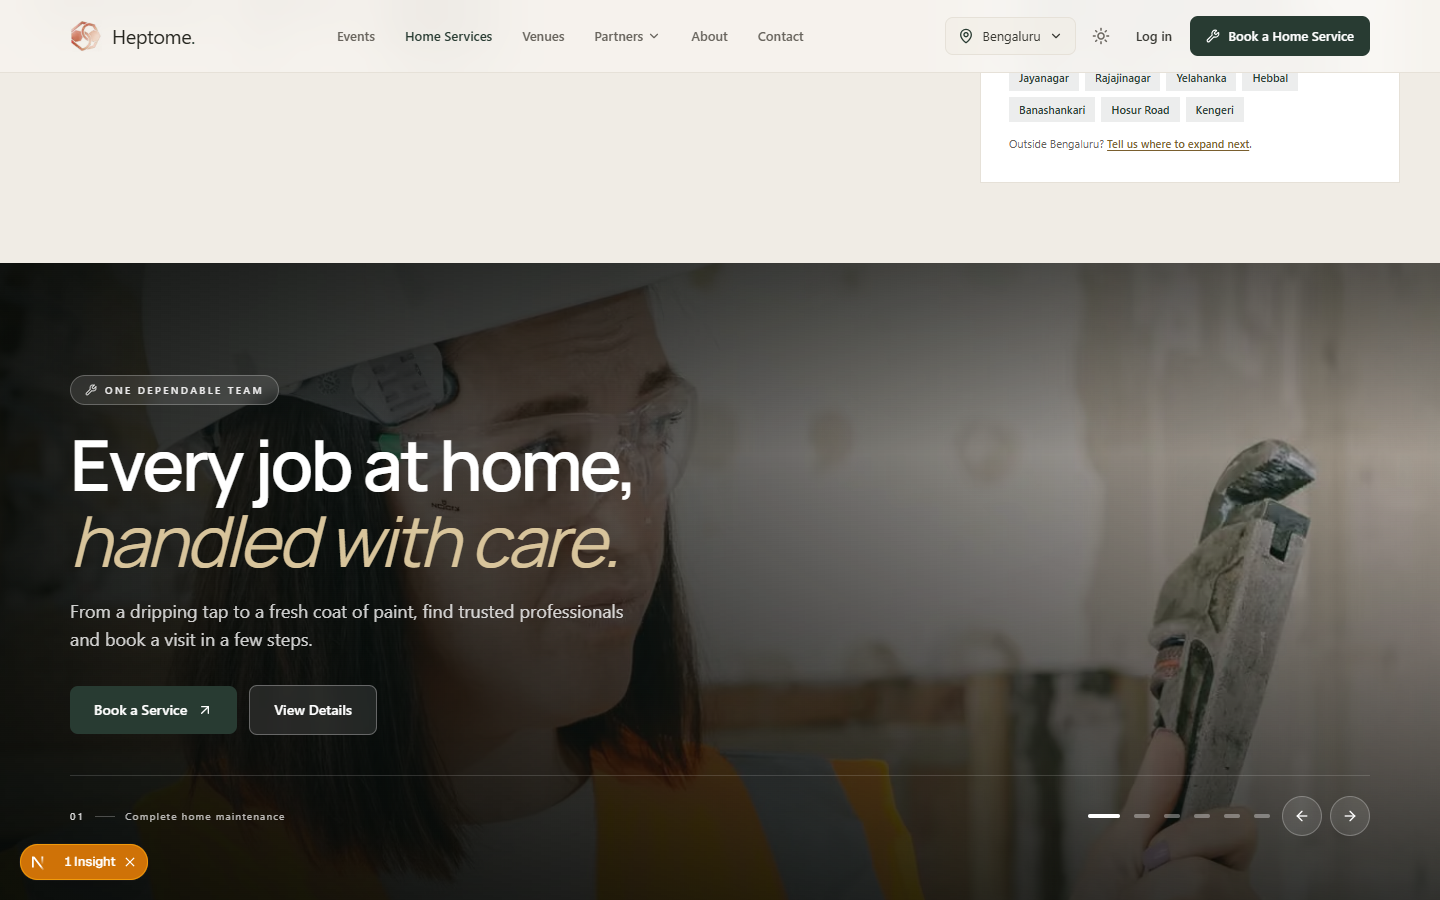 Heptome.
Events
Home Services
Venues
Partners
About
Contact
Bengaluru
Log in
Book a Home Service
Jayanagar
Rajajinagar
Yelahanka
Hebbal
Banashankari
Hosur Road
Kengeri
Outside Bengaluru? Tell us where to expand next.
ONE DEPENDABLE TEAM
Every job at home,
handled with care.
From a dripping tap to a fresh coat of paint, find trusted professionals
and book a visit in a few steps.
Book a Service
View Details
01
Complete home maintenance
1 Insight